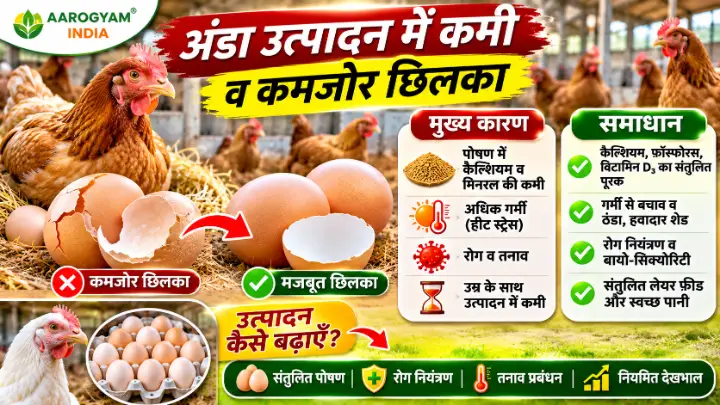 AAROGYAM®
INDIA
अंडा उत्पादन में कमी
व कमजोर छिलका
मुख्य कारण
पोषण में
कैल्शियम व
मिनरल की कमी
अधिक गर्मी
(हीट स्ट्रेस)
रोग व तनाव
उम्र के साथ
उत्पादन में कमी
समाधान
कैल्शियम, फ़ॉस्फोरस,
विटामिन D₃ का संतुलित
पूरक
गर्मी से बचाव व
ठंडा, हवादार शेड
रोग नियंत्रण व
बायो-सिक्योरिटी
संतुलित लेयर फ़ीड
और स्वच्छ पानी
कमजोर छिलका
मजबूत छिलका
उत्पादन
कैसे बढ़ाएँ?
संतुलित पोषण
रोग नियंत्रण
तनाव प्रबंधन
नियमित देखभाल